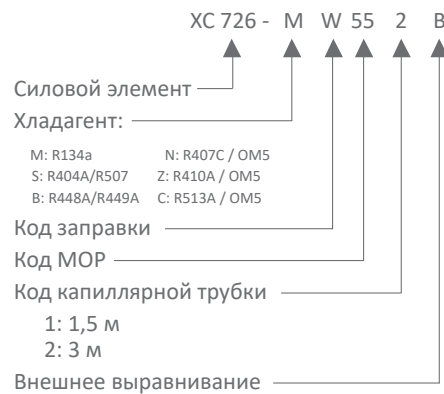 XC 726 - M W 55 2 B
Силовой элемент
Хладагент:
M: R134a N: R407C / OM5
S: R404A/R507 Z: R410A / OM5
B: R448A/R449A C: R513A / OM5
Код заправки
Код MOP
Код капиллярной трубки
1: 1,5 м
2: 3 м
Внешнее выравнивание